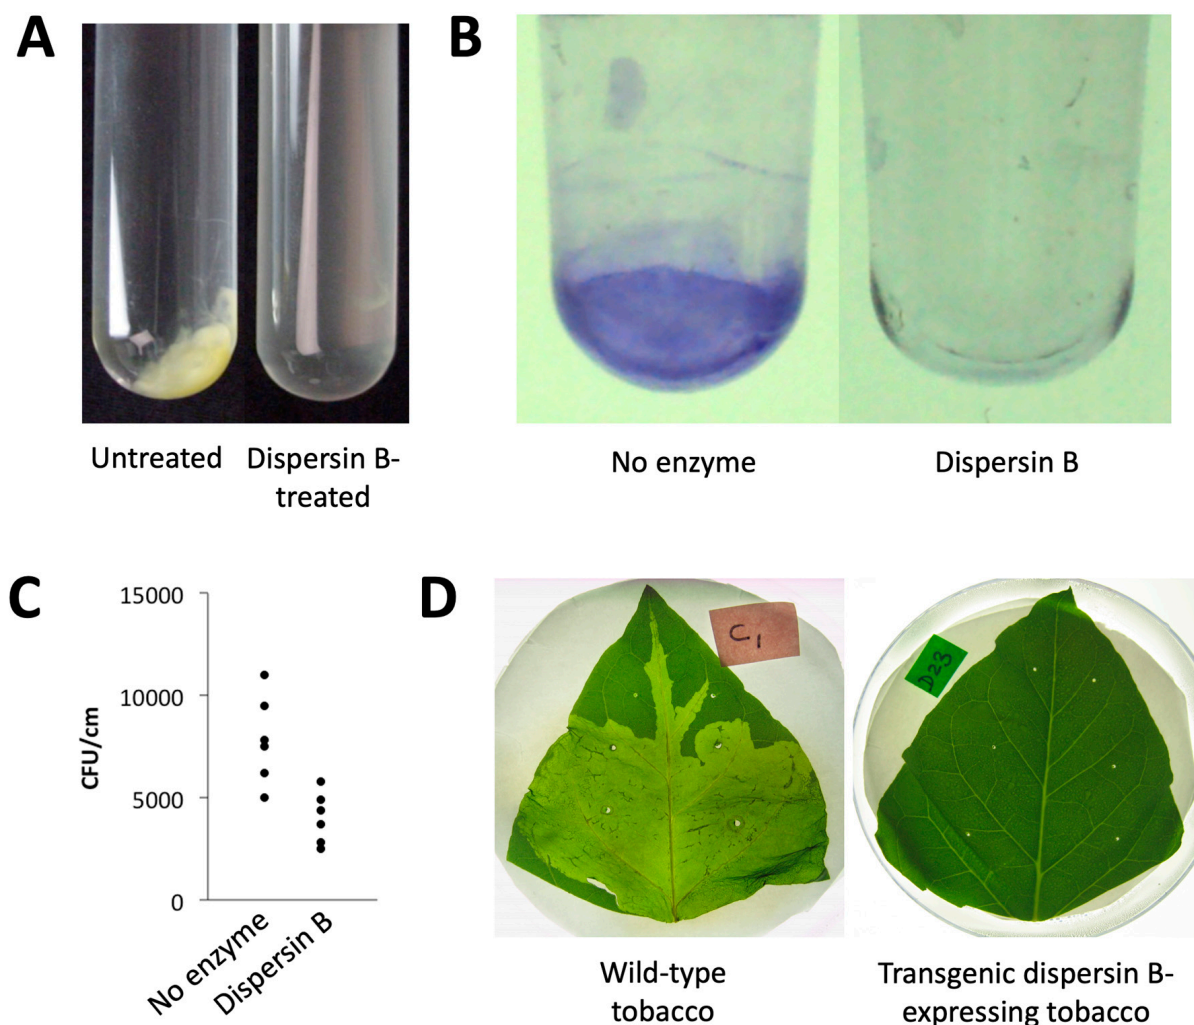 A
B
Untreated
Dispersin B-
treated
No enzyme
Dispersin B
C
15000
10000
5000
0
CFU/cm
No enzyme
Dispersin B
D
C1
D23
Wild-type
tobacco
Transgenic dispersin B-
expressing tobacco